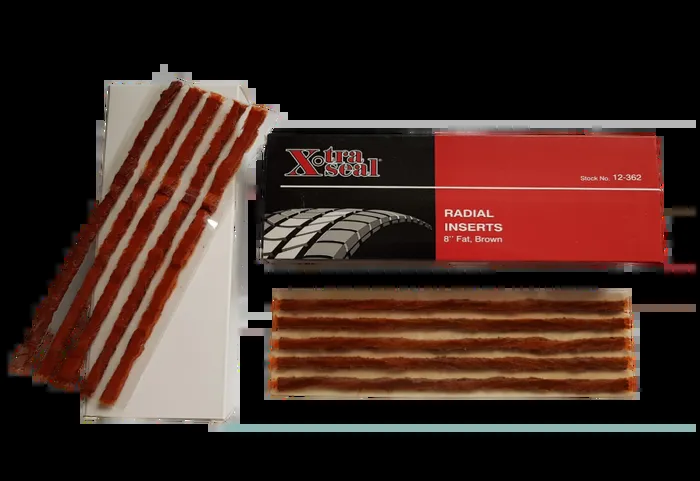 Xtra
seal®
Stock No. 12-362
RADIAL
INSERTS
8" Fat, Brown